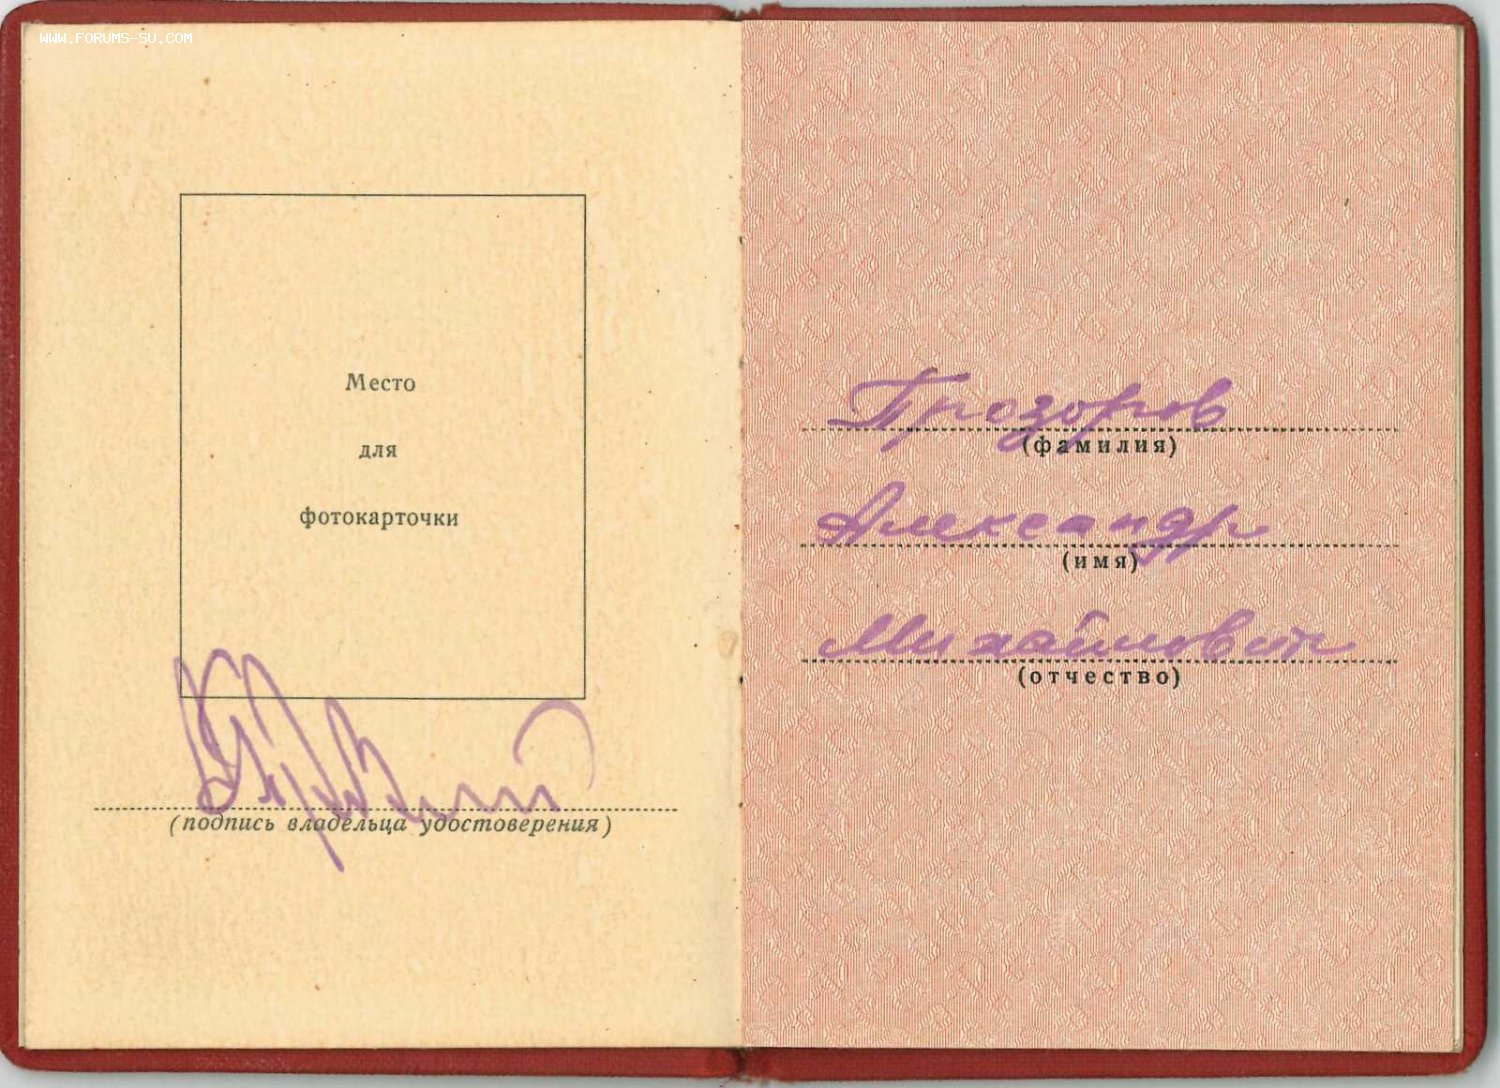 WWW.FORUMS-SU.COM
Место
для
фотокарточки
(подпись владельца удостоверения)
Прозоров
(фамилия)
Александр
(имя)
Михайлович
(отчество)